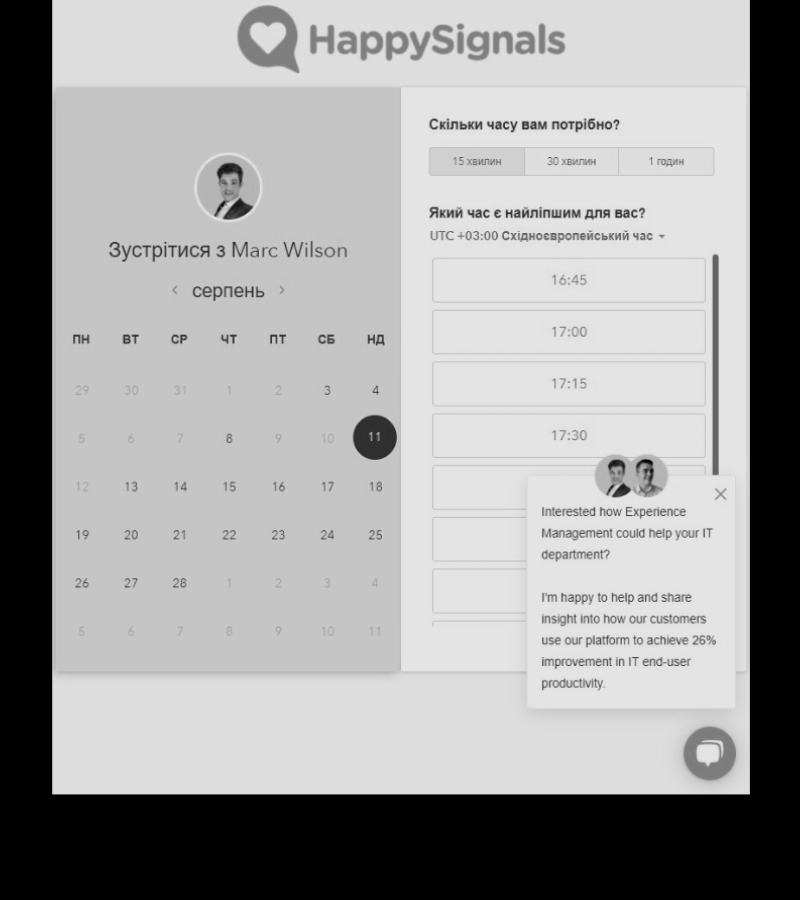 HappySignals
Зустрітися з Marc Wilson
серпень
ПН ВТ СР ЧТ ПТ СБ НД
29 30 31 1 2 3 4
5 6 7 8 9 10 11
12 13 14 15 16 17 18
19 20 21 22 23 24 25
26 27 28 1 2 3 4
5 6 7 8 9 10 11
Скільки часу вам потрібно?
15 хвилин 30 хвилин 1 годин
Який час є найліпшим для вас?
UTC +03:00 Східноєвропейський час
16:45
17:00
17:15
17:30
Interested how Experience
Management could help your IT
department?
I'm happy to help and share
insight into how our customers
use our platform to achieve 26%
improvement in IT end-user
productivity.